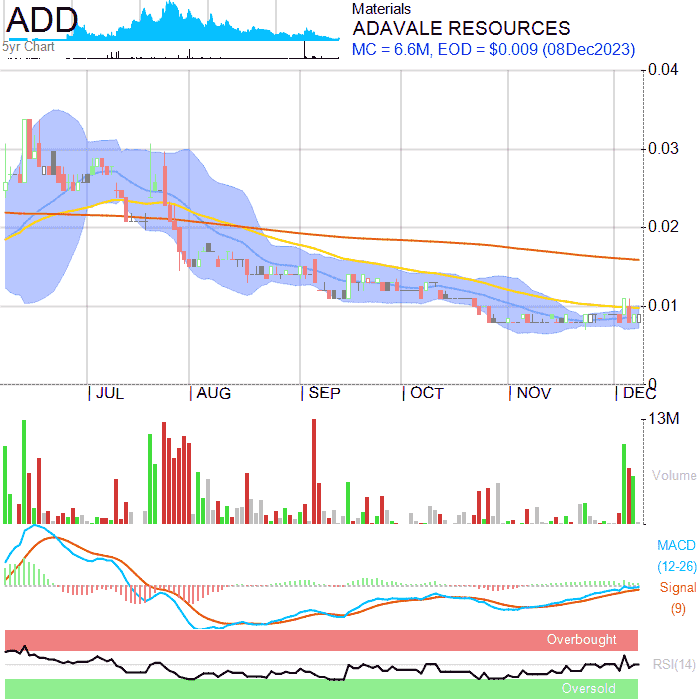 ADD
5yr Chart
Materials
ADAVALE RESOURCES
MC = 6.6M, EOD = $0.009 (08Dec2023)
0.04
0.03
0.02
0.01
0
JUL AUG SEP OCT NOV DEC
13M
Volume
MACD
(12-26)
Signal
(9)
Overbought
RSI(14)
Oversold